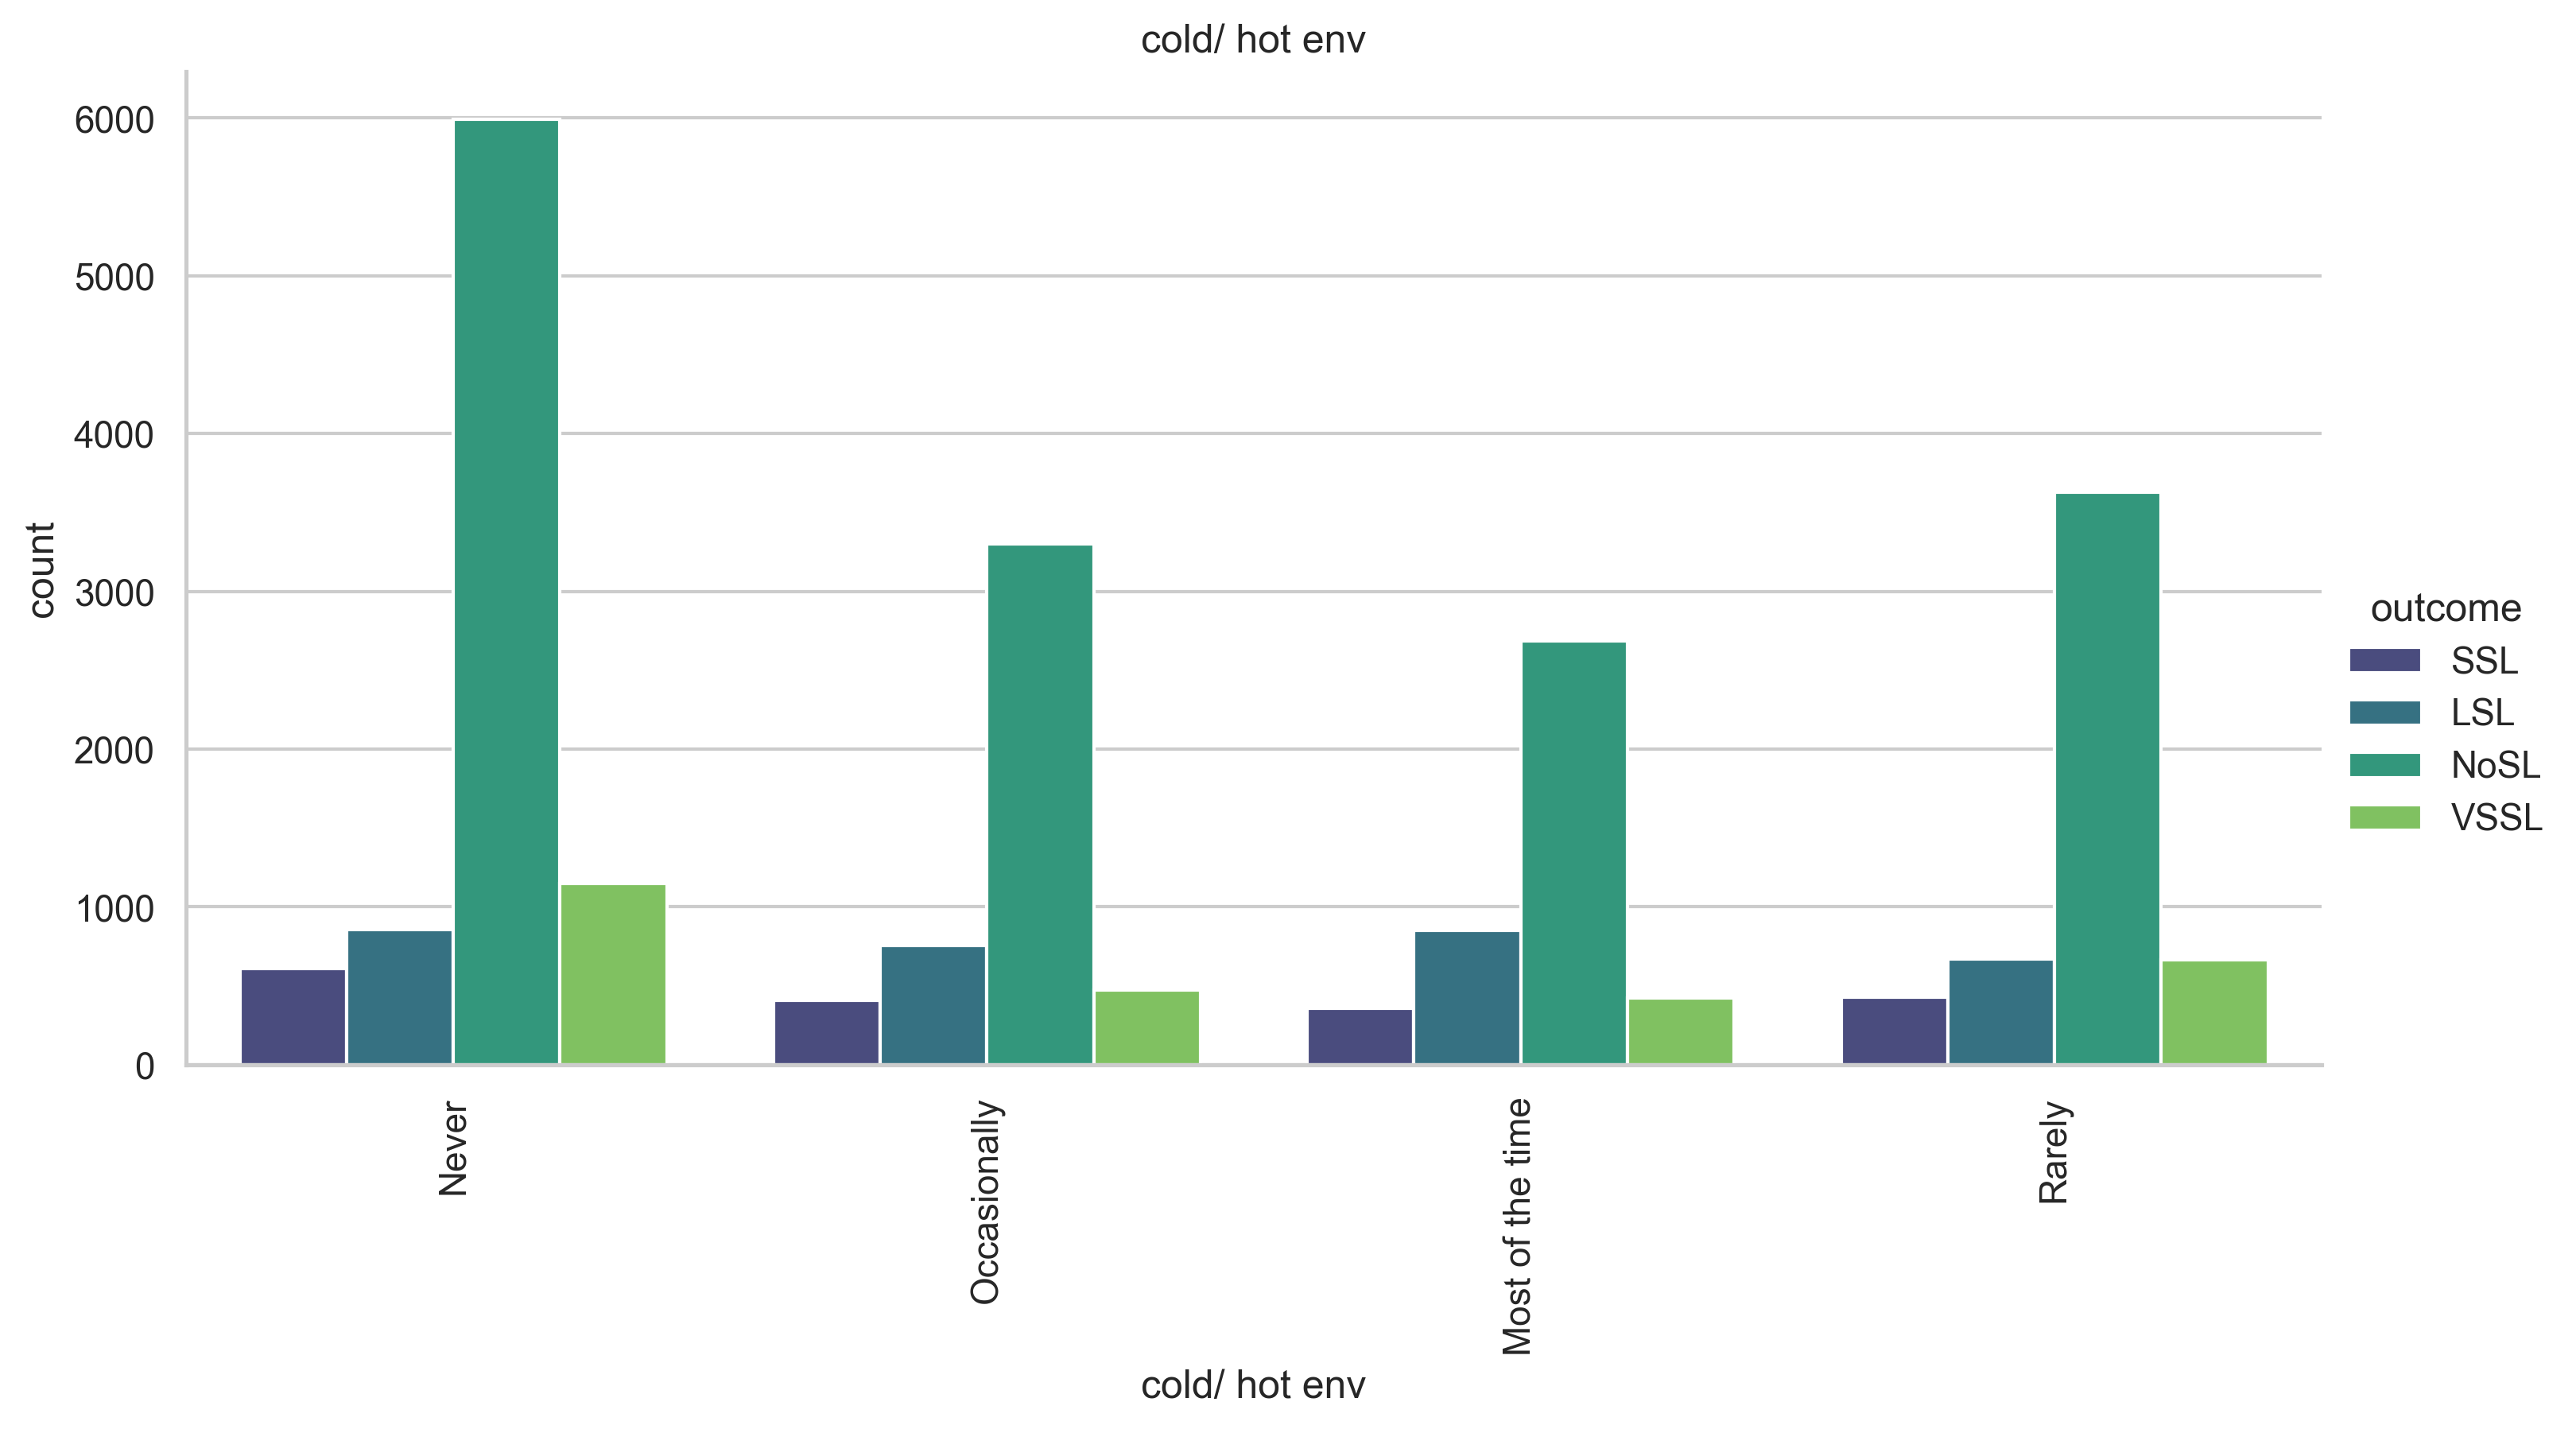 cold/ hot env
6000
5000
4000
3000
2000
1000
0
count
Never
Occasionally
Most of the time
Rarely
cold/ hot env
outcome
SSL
LSL
NoSL
VSSL